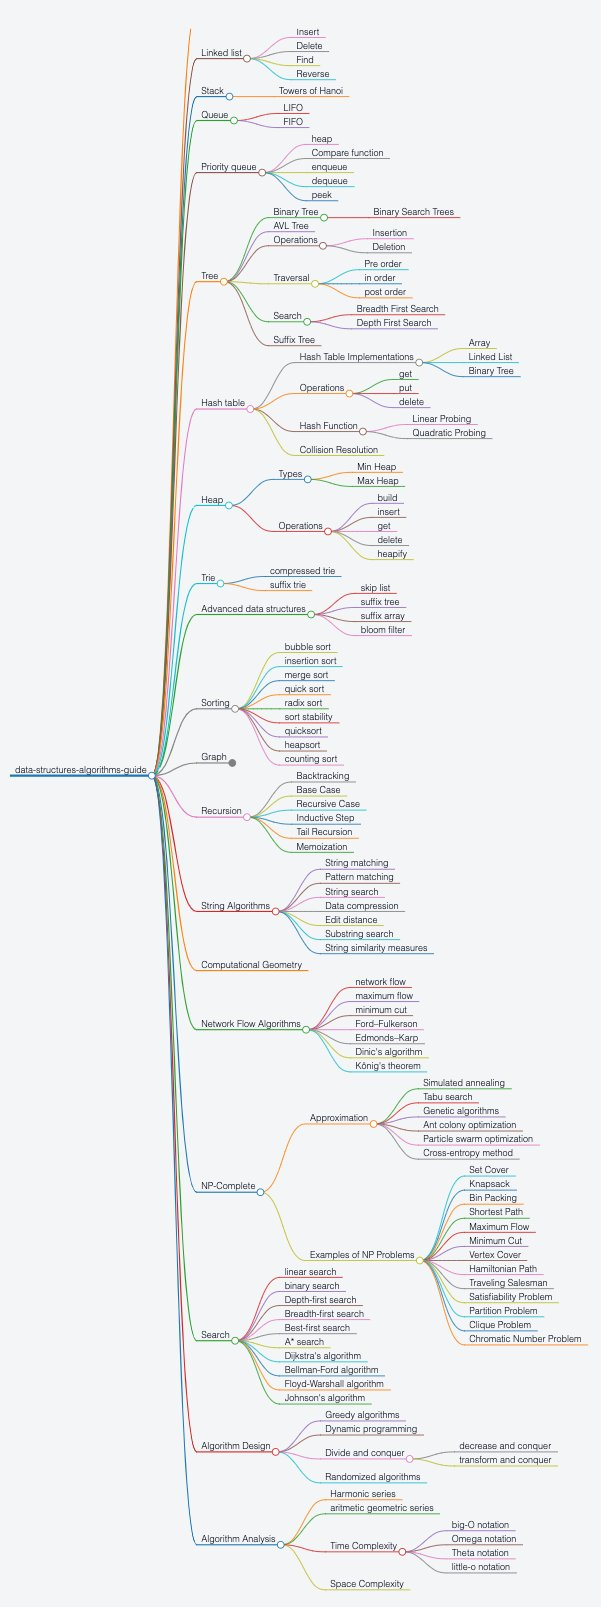 data-structures-algorithms-guide
Linked list
Insert
Delete
Find
Reverse
Stack
Towers of Hanoi
Queue
LIFO
FIFO
Priority queue
heap
Compare function
enqueue
dequeue
peek
Tree
Binary Tree
Binary Search Trees
AVL Tree
Operations
Insertion
Deletion
Traversal
Pre order
in order
post order
Search
Breadth First Search
Depth First Search
Suffix Tree
Hash table
Hash Table Implementations
Array
Linked List
Binary Tree
Operations
get
put
delete
Hash Function
Linear Probing
Quadratic Probing
Collision Resolution
Heap
Types
Min Heap
Max Heap
Operations
build
insert
get
delete
heapify
Trie
compressed trie
suffix trie
Advanced data structures
skip list
suffix tree
suffix array
bloom filter
Sorting
bubble sort
insertion sort
merge sort
quick sort
radix sort
sort stability
quicksort
heapsort
counting sort
Graph
Recursion
Backtracking
Base Case
Recursive Case
Inductive Step
Tail Recursion
Memoization
String Algorithms
String matching
Pattern matching
String search
Data compression
Edit distance
Substring search
String similarity measures
Computational Geometry
Network Flow Algorithms
network flow
maximum flow
minimum cut
Ford–Fulkerson
Edmonds–Karp
Dinic's algorithm
Kőnig's theorem
NP-Complete
Approximation
Simulated annealing
Tabu search
Genetic algorithms
Ant colony optimization
Particle swarm optimization
Cross-entropy method
Examples of NP Problems
Set Cover
Knapsack
Bin Packing
Shortest Path
Maximum Flow
Minimum Cut
Vertex Cover
Hamiltonian Path
Traveling Salesman
Satisfiability Problem
Partition Problem
Clique Problem
Chromatic Number Problem
Search
linear search
binary search
Depth-first search
Breadth-first search
Best-first search
A* search
Dijkstra's algorithm
Bellman-Ford algorithm
Floyd-Warshall algorithm
Johnson's algorithm
Algorithm Design
Greedy algorithms
Dynamic programming
Divide and conquer
decrease and conquer
transform and conquer
Randomized algorithms
Algorithm Analysis
Harmonic series
aritmetic geometric series
Time Complexity
big-O notation
Omega notation
Theta notation
little-o notation
Space Complexity